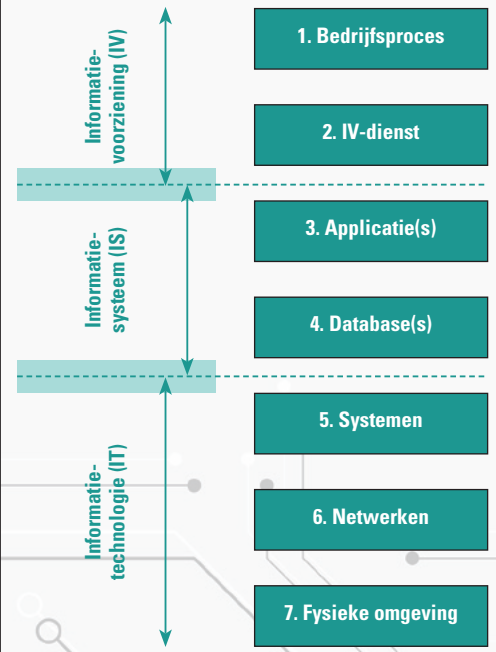 Informatie-
voorziening (IV)
1. Bedrijfsproces
2. IV-dienst
Informatie-
systeem (IS)
3. Applicatie(s)
4. Database(s)
Informatie-
technologie (IT)
5. Systemen
6. Netwerken
7. Fysieke omgeving